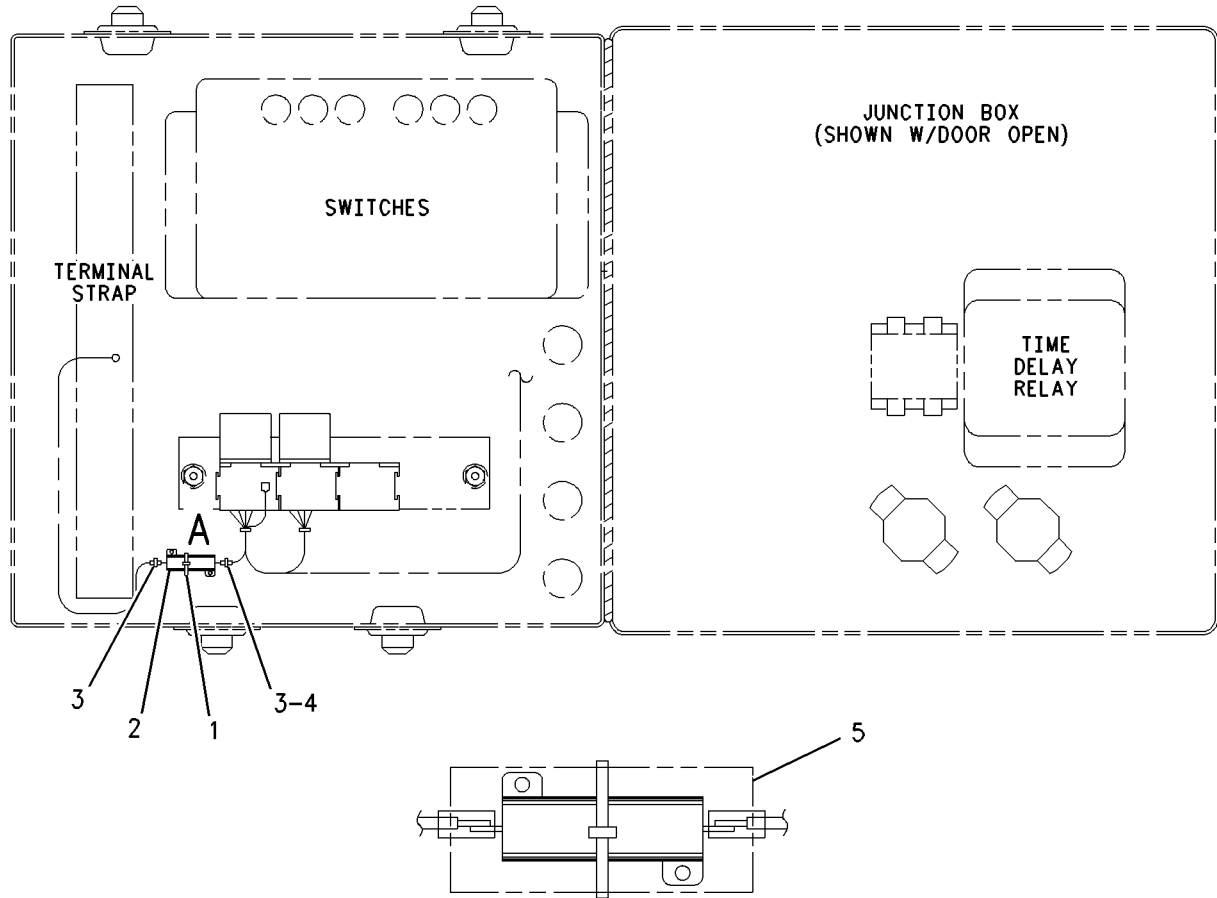 JUNCTION BOX
(SHOWN W/DOOR OPEN)
SWITCHES
TERMINAL
STRAP
TIME
DELAY
RELAY
A
3
2
1
3-4
5